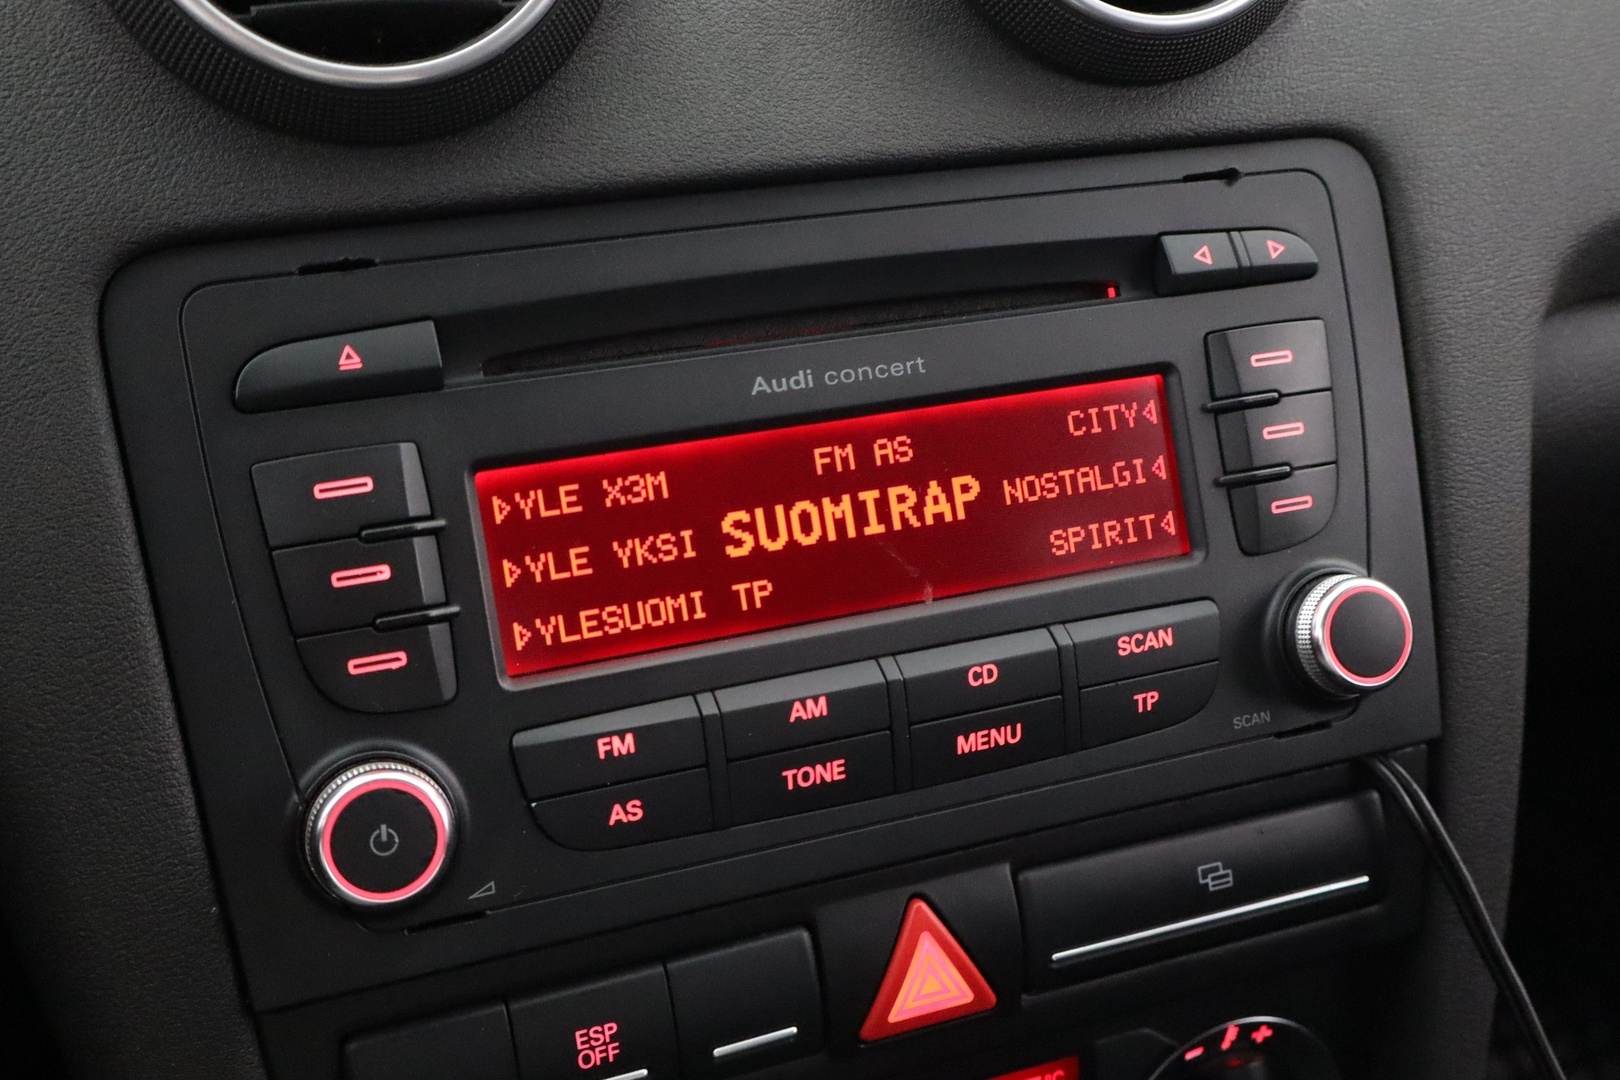 Audi concert
FM AS
CITY
YLE X3M
SUOMIRAP
NOSTALGI
YLE YKSI
SPIRIT
YLESUOMI TP
FM
AM
CD
SCAN
AS
TONE
MENU
TP
SCAN
ESP
OFF
- +
°C